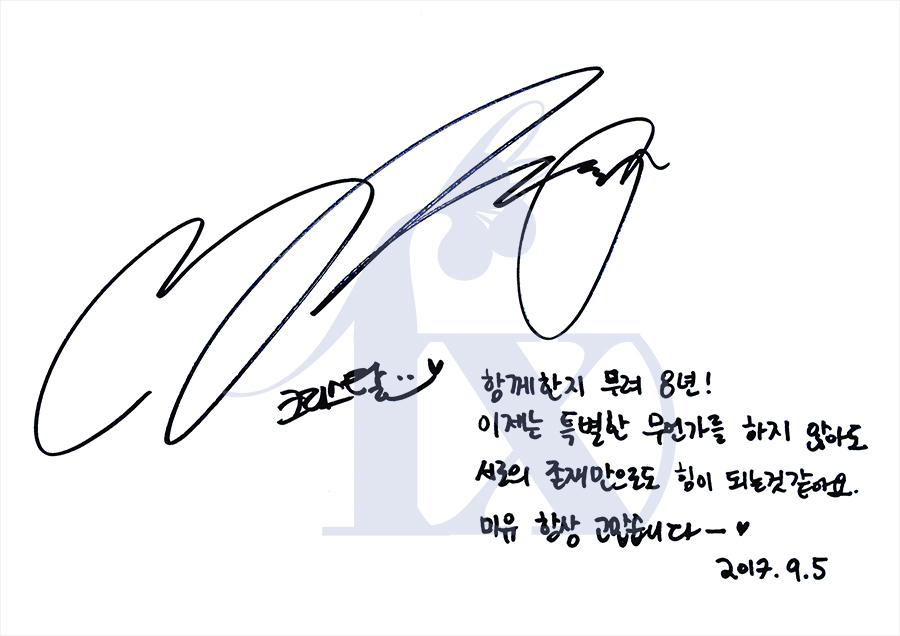 fx
크리스탈
함께한지 무려 8년!
이제는 특별한 무언가를 하지 않아도
서로의 존재만으로도 힘이 되는것같아요.
미유 항상 고맙습니다ㅡ♥
2017.9.5